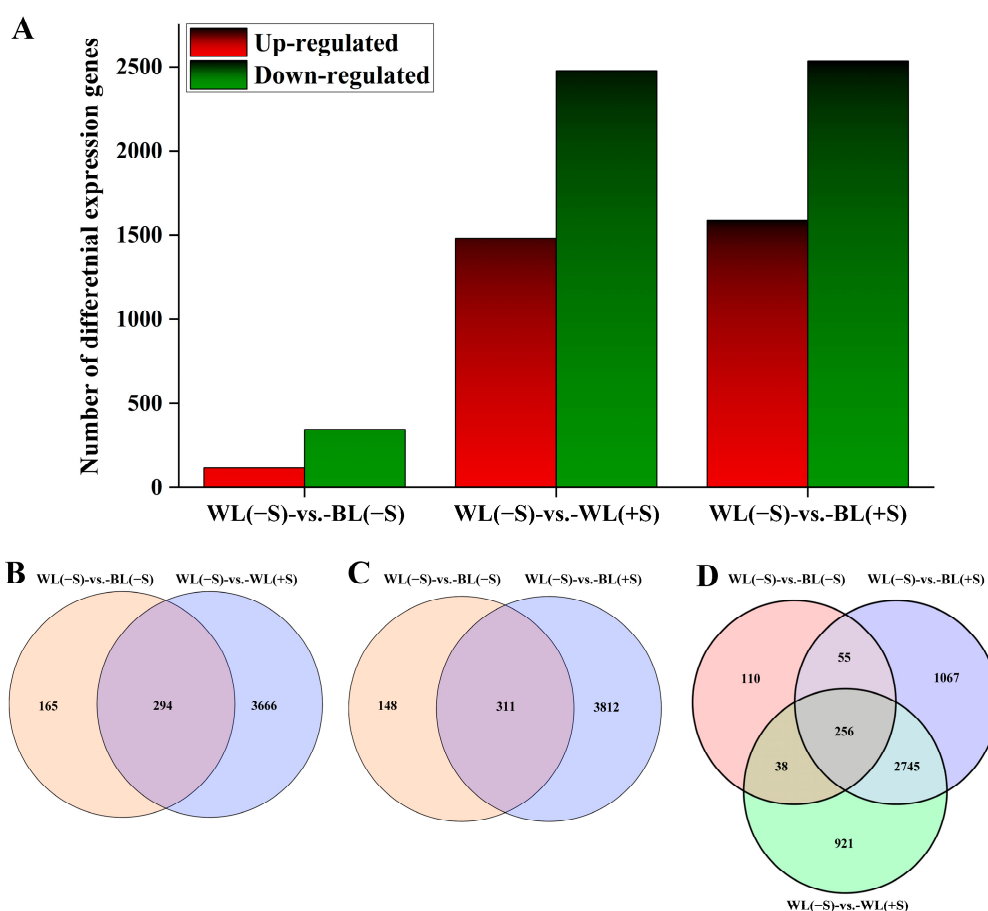 A
Up-regulated
Down-regulated
Number of differetnial expression genes
2500
2000
1500
1000
500
0
WL(−S)-vs.-BL(−S) WL(−S)-vs.-WL(+S) WL(−S)-vs.-BL(+S)
B
WL(−S)-vs.-BL(−S) WL(−S)-vs.-WL(+S)
165 294 3666
C
WL(−S)-vs.-BL(−S) WL(−S)-vs.-BL(+S)
148 311 3812
D
WL(−S)-vs.-BL(−S) WL(−S)-vs.-BL(+S)
55
110 1067
256
38 2745
921
WL(−S)-vs.-WL(+S)